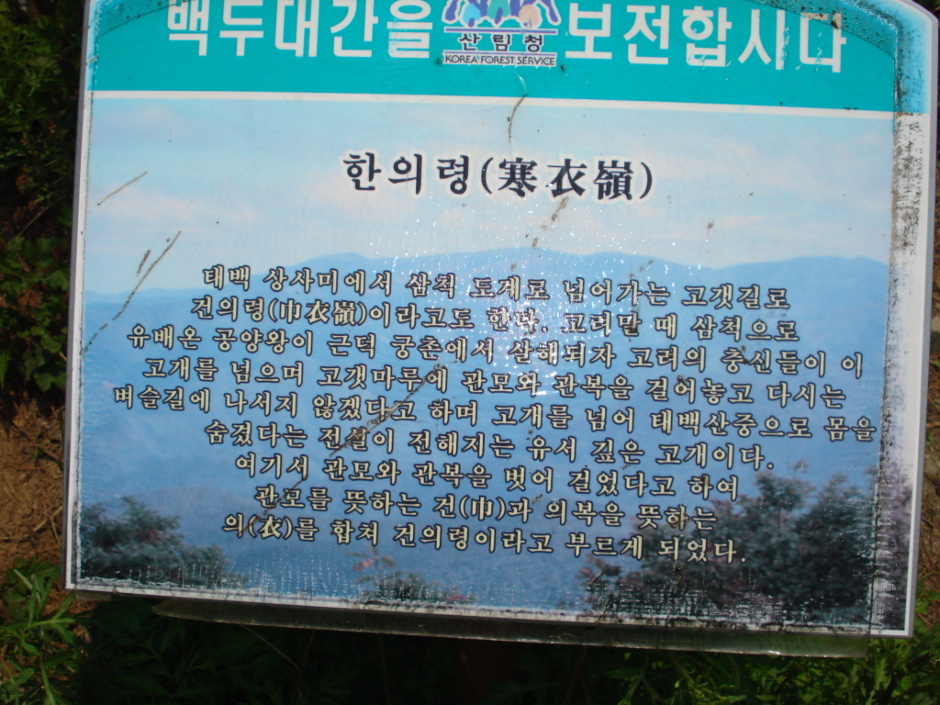 백두대간을 보전합시다
산림청
KOREA FOREST SERVICE
한의령(寒衣嶺)
태백 상사미에서 삼척 도계로 넘어가는 고갯길로
건의령(巾衣嶺)이라고도 한다. 고려말 때 삼척으로
유배온 공양왕이 근덕 궁촌에서 살해되자 고려의 충신들이 이
고개를 넘으며 고갯마루에 관모와 관복을 걸어놓고 다시는
벼슬길에 나서지 않겠다고 하며 고개를 넘어 태백산중으로 몸을
숨겼다는 전설이 전해지는 유서 깊은 고개이다.
여기서 관모와 관복을 벗어 걸었다고 하여
관모를 뜻하는 건(巾)과 의복을 뜻하는
의(衣)를 합쳐 건의령이라고 부르게 되었다.